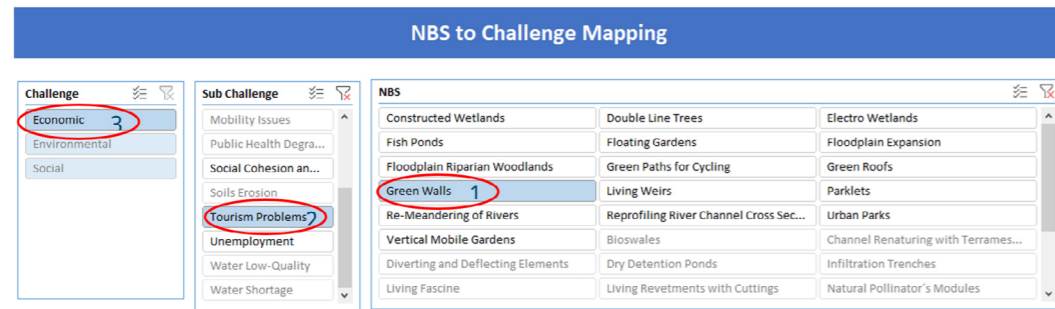 NBS to Challenge Mapping
Challenge
Economic 3
Environmental
Social
Sub Challenge
Mobility Issues
Public Health Degra...
Social Cohesion an...
Soils Erosion
Tourism Problems 2
Unemployment
Water Low-Quality
Water Shortage
NBS
Constructed Wetlands Double Line Trees Electro Wetlands
Fish Ponds Floating Gardens Floodplain Expansion
Floodplain Riparian Woodlands Green Paths for Cycling Green Roofs
Green Walls 1 Living Weirs Parklets
Re-Meandering of Rivers Reprofiling River Channel Cross Sec... Urban Parks
Vertical Mobile Gardens Bioswales Channel Renaturing with Terrames...
Diverting and Deflecting Elements Dry Detention Ponds Infiltration Trenches
Living Fascine Living Revetments with Cuttings Natural Pollinator´s Modules